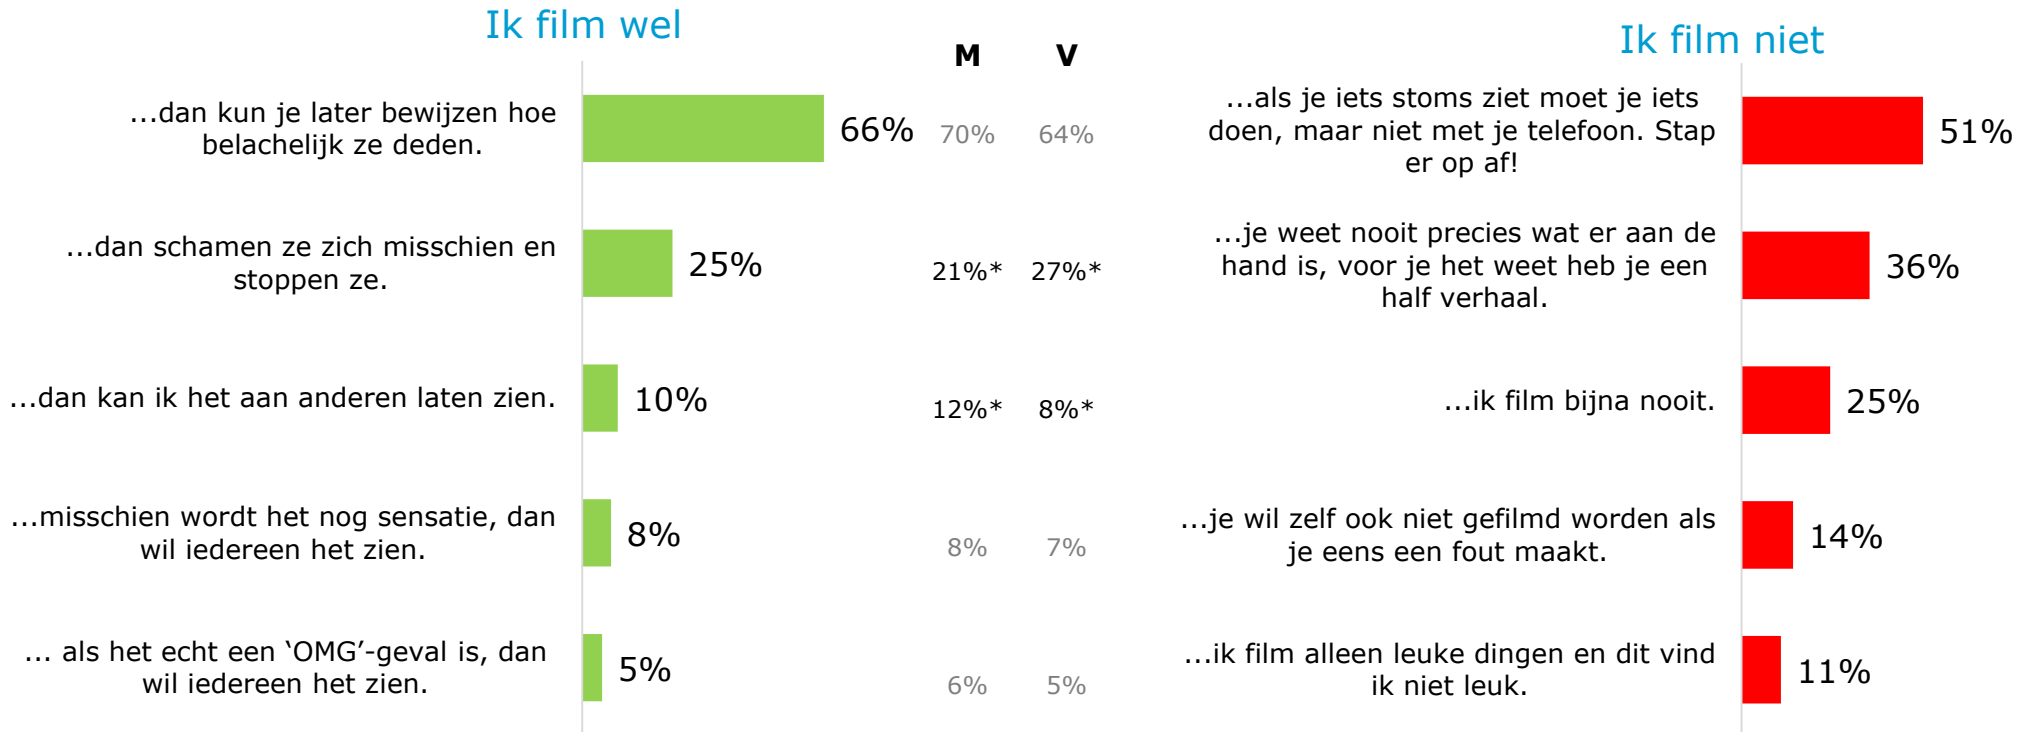 Ik film wel
M V
...dan kun je later bewijzen hoe
belachelijk ze deden.
66% 70% 64%
...dan schamen ze zich misschien en
stoppen ze.
25% 21%* 27%*
...dan kan ik het aan anderen laten zien.
10% 12%* 8%*
...misschien wordt het nog sensatie, dan
wil iedereen het zien.
8% 8% 7%
... als het echt een ‘OMG’-geval is, dan
wil iedereen het zien.
5% 6% 5%
Ik film niet
...als je iets stoms ziet moet je iets
doen, maar niet met je telefoon. Stap
er op af!
51%
...je weet nooit precies wat er aan de
hand is, voor je het weet heb je een
half verhaal.
36%
...ik film bijna nooit.
25%
...je wil zelf ook niet gefilmd worden als
je eens een fout maakt.
14%
...ik film alleen leuke dingen en dit vind
ik niet leuk.
11%